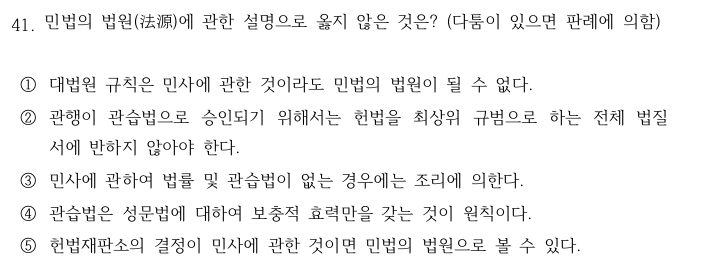 41. 민법의 법원(法源)에 관한 설명으로 옳지 않은 것은? (다툼이 있으면 판례에 의함)
① 대법원 규칙은 민사에 관한 것이라도 민법의 법원이 될 수 없다.
② 관행이 관습법으로 승인되기 위해서는 헌법을 최상위 규범으로 하는 전체 법질
서에 반하지 않아야 한다.
③ 민사에 관하여 법률 및 관습법이 없는 경우에는 조리에 의한다.
④ 관습법은 성문법에 대하여 보충적 효력만을 갖는 것이 원칙이다.
⑤ 헌법재판소의 결정이 민사에 관한 것이면 민법의 법원으로 볼 수 있다.